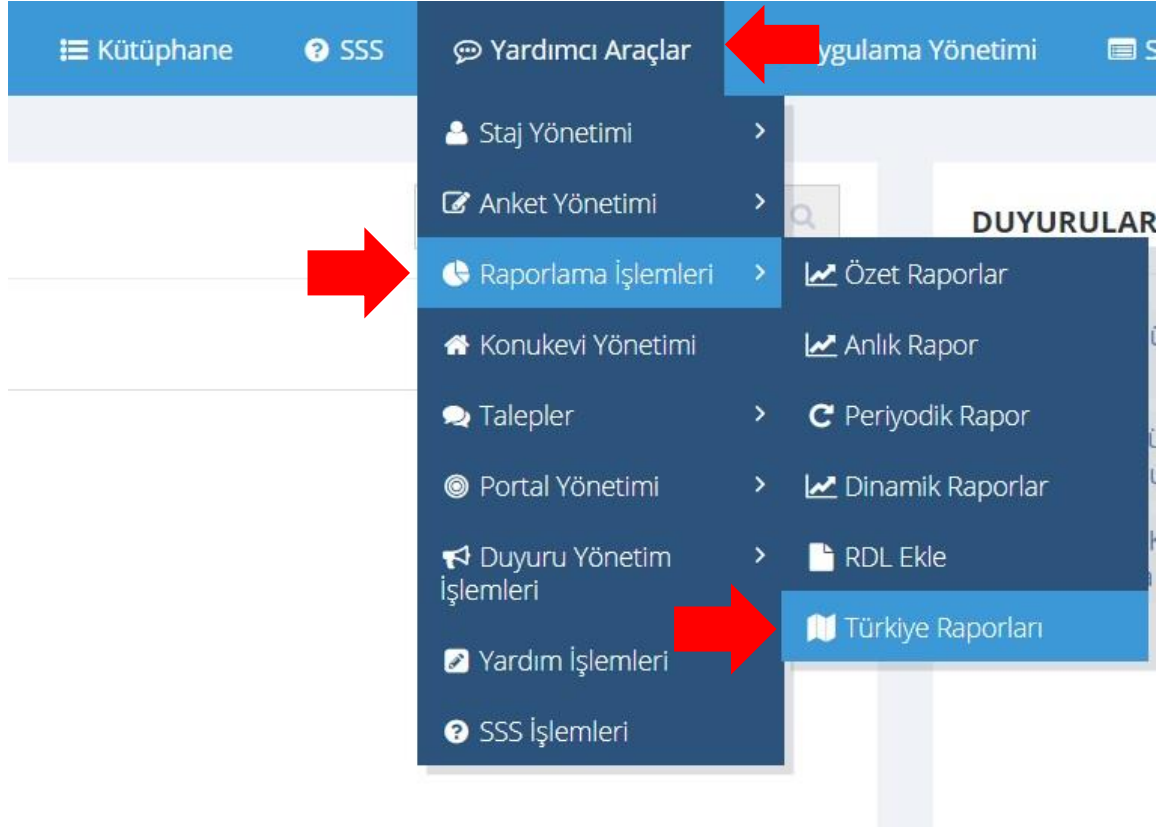 Kütüphane
SSS
Yardımcı Araçlar
ygulama Yönetimi
S
Staj Yönetimi
Anket Yönetimi
DUYURULAR
Raporlama İşlemleri
Özet Raporlar
Konukevi Yönetimi
Anlık Rapor
Talepler
Periyodik Rapor
Portal Yönetimi
Dinamik Raporlar
Duyuru Yönetim
İşlemleri
RDL Ekle
Türkiye Raporları
Yardım İşlemleri
SSS İşlemleri